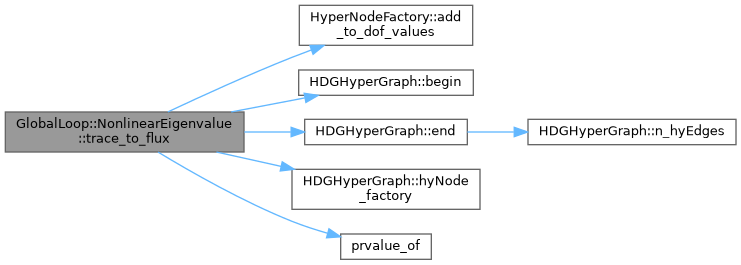 GlobalLoop::NonlinearEigenvalue
::trace_to_flux
HyperNodeFactory::add
_to_dof_values
HDGHyperGraph::begin
HDGHyperGraph::end
HDGHyperGraph::n_hyEdges
HDGHyperGraph::hyNode
_factory
prvalue_of